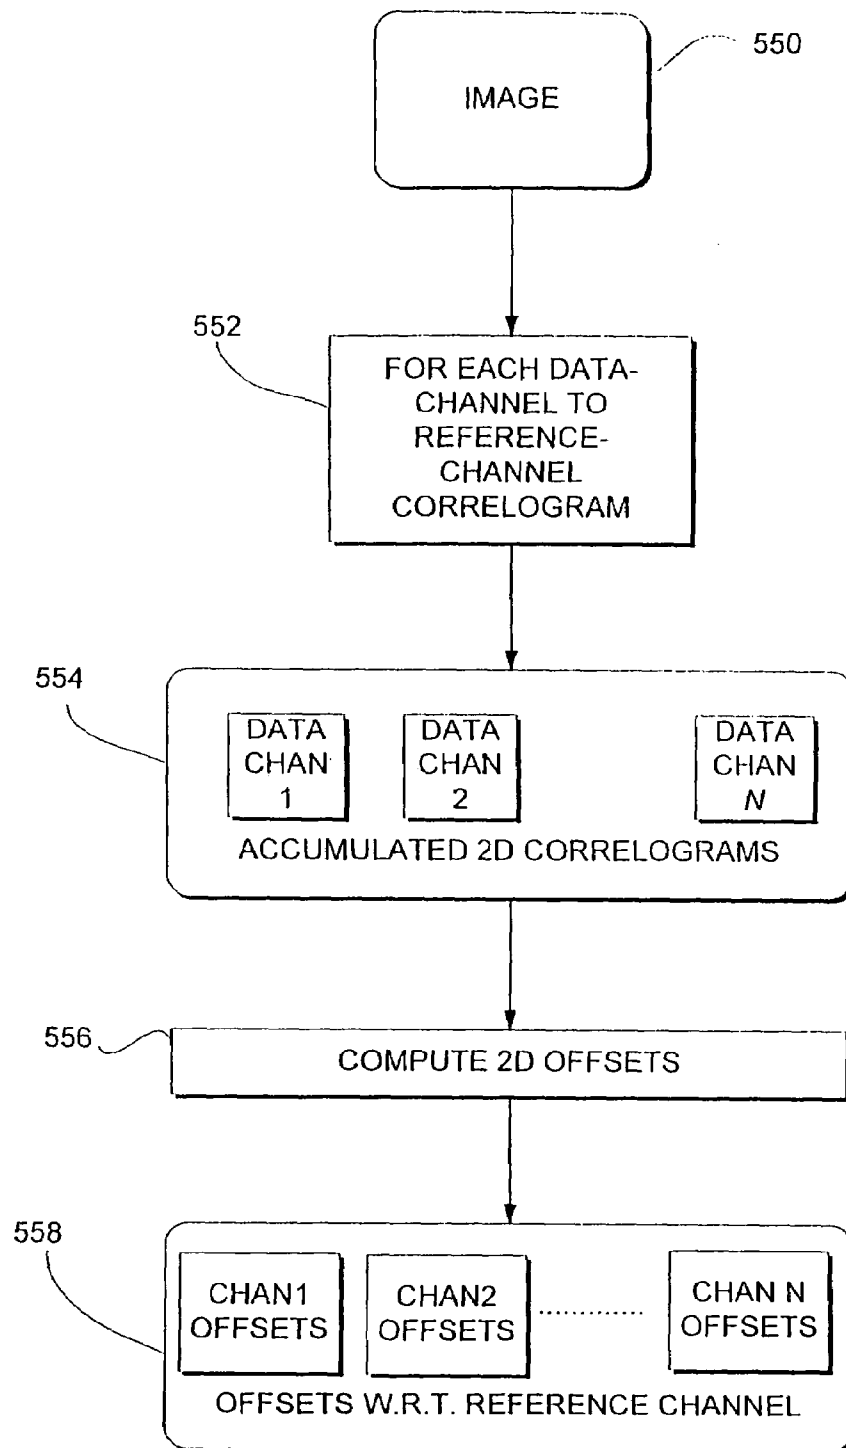 550
IMAGE
552
FOR EACH DATA-
CHANNEL TO
REFERENCE-
CHANNEL
CORRELOGRAM
554
DATA
CHAN
1
DATA
CHAN
2
DATA
CHAN
N
ACCUMULATED 2D CORRELOGRAMS
556
COMPUTE 2D OFFSETS
558
CHAN1
OFFSETS
CHAN2
OFFSETS
CHAN N
OFFSETS
OFFSETS W.R.T. REFERENCE CHANNEL